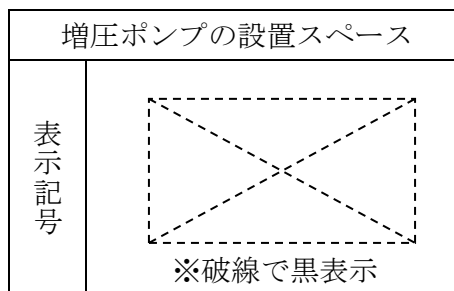 増圧ポンプの設置スペース
表示記号
※破線で黒表示